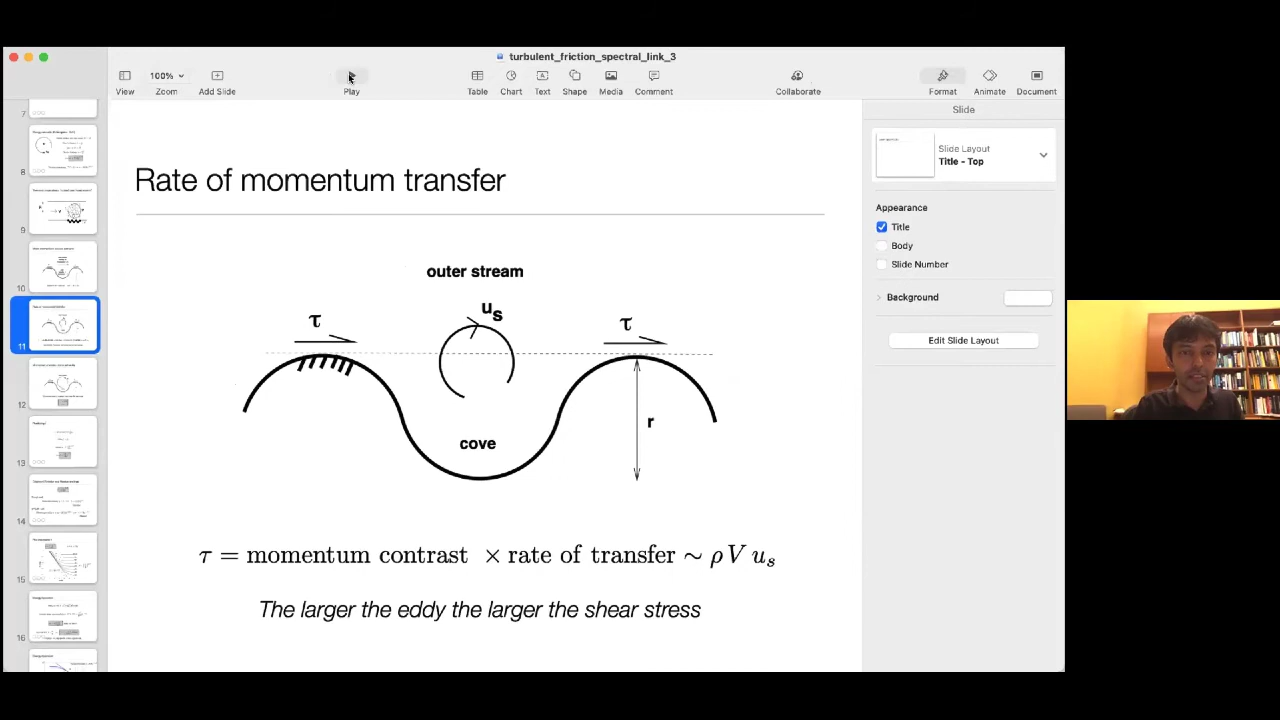 turbulent_friction_spectral_link_3
View
100%
Zoom
Add Slide
Play
Table
Chart
Text
Shape
Media
Comment
Collaborate
Format
Animate
Document
7
8
9
10
11
12
13
14
15
16
Rate of momentum transfer
outer stream
u_s
τ
τ
r
cove
τ = momentum contrast × rate of transfer ∼ ρ V u_s
The larger the eddy the larger the shear stress
Slide
Slide Layout
Title - Top
Appearance
Title
Body
Slide Number
Background
Edit Slide Layout